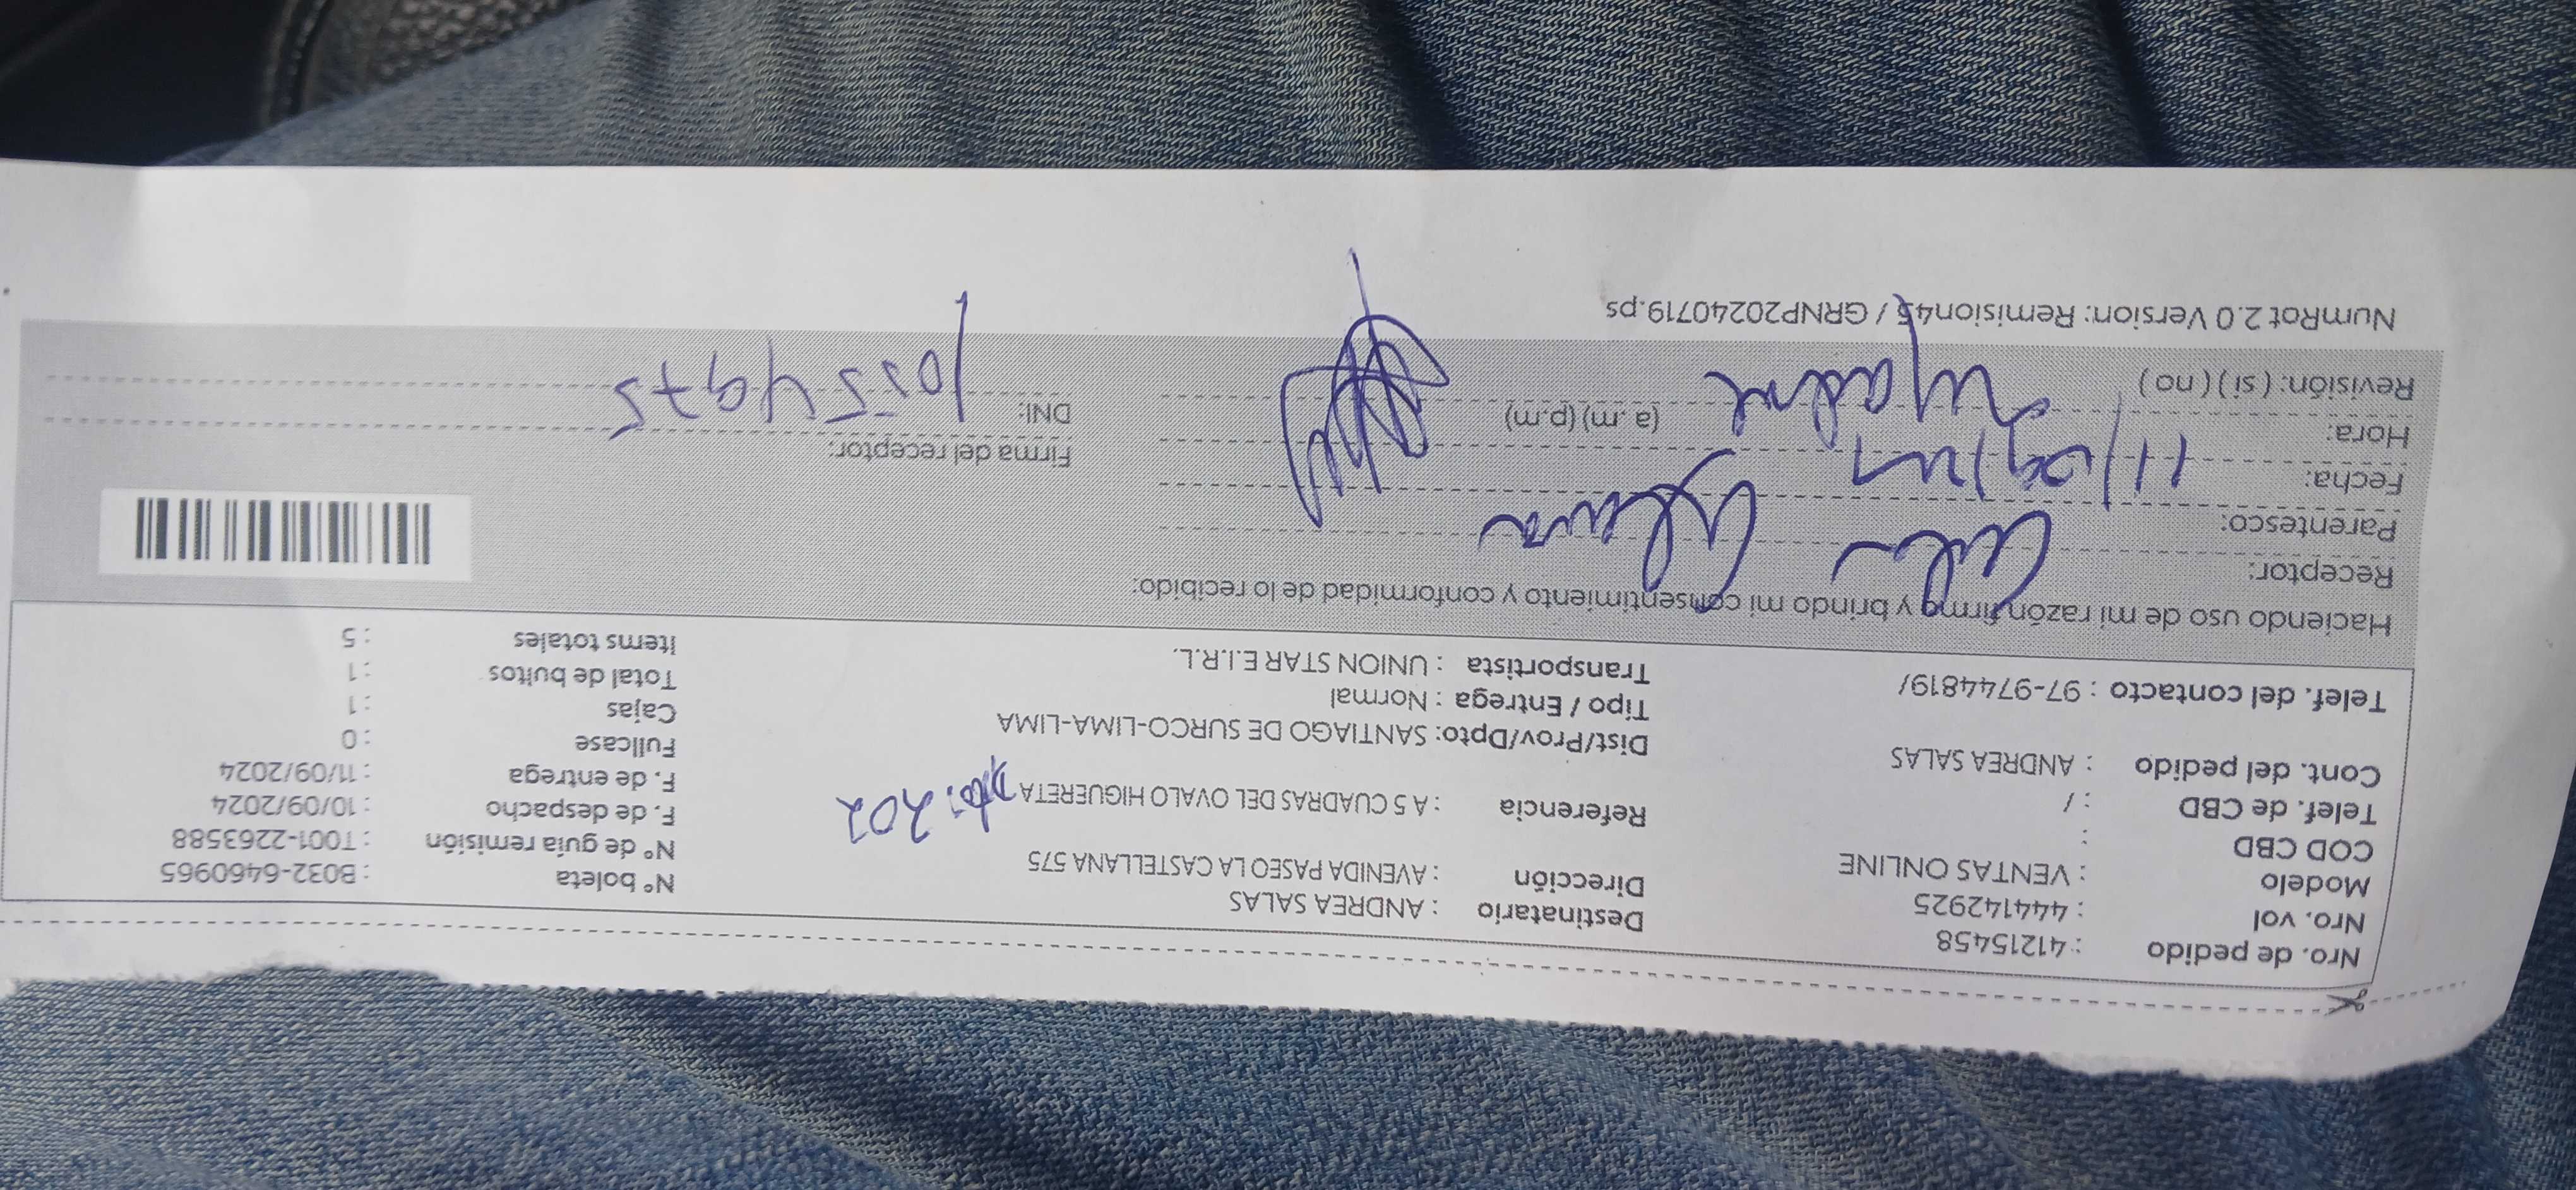 Nro. de pedido : 41215458
Nro. vol : 444142925
Modelo : VENTAS ONLINE
COD CBD :
Telef. de CBD : /
Cont. del pedido : ANDREA SALAS
Telef. del contacto : 97-9744819/
Destinatario : ANDREA SALAS
Dirección : AVENIDA PASEO LA CASTELLANA 575
Referencia : A 5 CUADRAS DEL OVALO HIGUERETA
Dpto: 202
Dist/Prov/Dpto: SANTIAGO DE SURCO-LIMA-LIMA
Tipo / Entrega : Normal
Transportista : UNION STAR E.I.R.L.
N° boleta : B032-6460965
N° de guía remisión : T001-2263588
F. de despacho : 10/09/2024
F. de entrega : 11/09/2024
Fullcase : 0
Cajas : 1
Total de bultos : 1
Items totales : 5
Haciendo uso de mi razón firmo y brindo mi consentimiento y conformidad de lo recibido:
Receptor:
Parentesco:
Fecha: 11/09/
Hora: (a .m) (p.m)
Revisión: ( si ) ( no )
Firma del receptor:
DNI: 10554975
NumRot 2.0 Version: Remision45 / GRNP20240719.ps